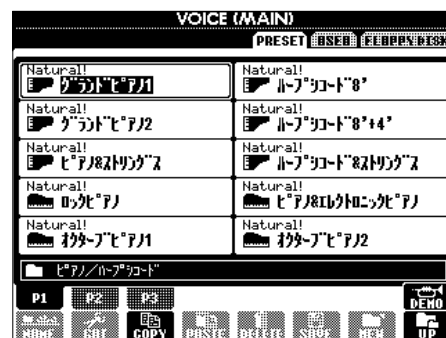 VOICE (MAIN)
PRESET USER FLOPPY DISK
Natural!
グランドピアノ1
Natural!
ハープシコード8'
Natural!
グランドピアノ2
Natural!
ハープシコード8'+4'
Natural!
ピアノ&ストリングス
Natural!
ハープシコード&ストリングス
Natural!
ロックピアノ
Natural!
ピアノ&エレクトロニックピアノ
Natural!
オクターブピアノ1
Natural!
オクターブピアノ2
ピアノ/ハープシコード
P1 P2 P3 DEMO
NAME CUT COPY PASTE DELETE SAVE NEW UP